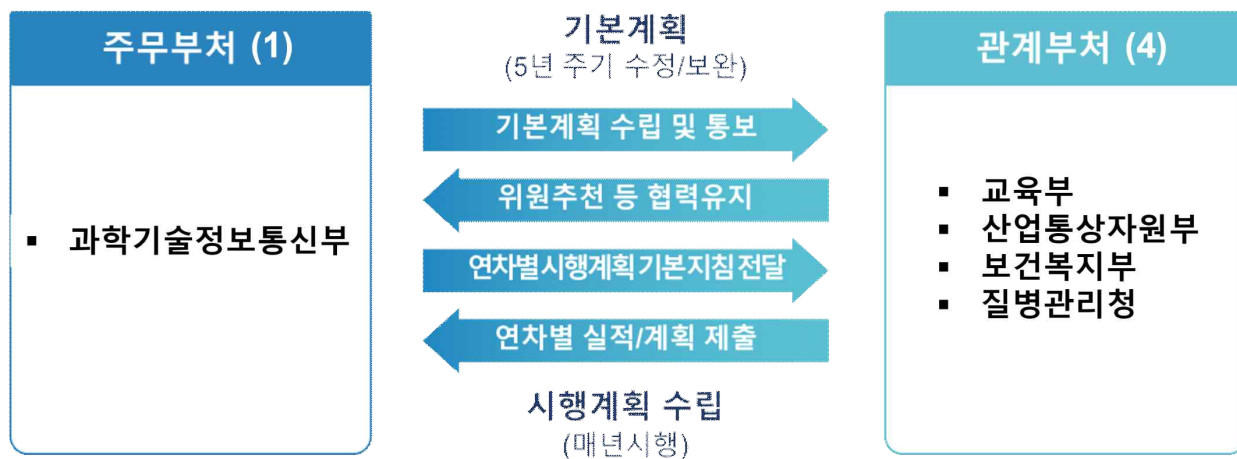 주무부처 (1)
▪ 과학기술정보통신부
기본계획
(5년 주기 수정/보완)
기본계획 수립 및 통보
위원추천 등 협력유지
연차별 시행계획 기본지침 전달
연차별 실적/계획 제출
시행계획 수립
(매년시행)
관계부처 (4)
▪ 교육부
▪ 산업통상자원부
▪ 보건복지부
▪ 질병관리청